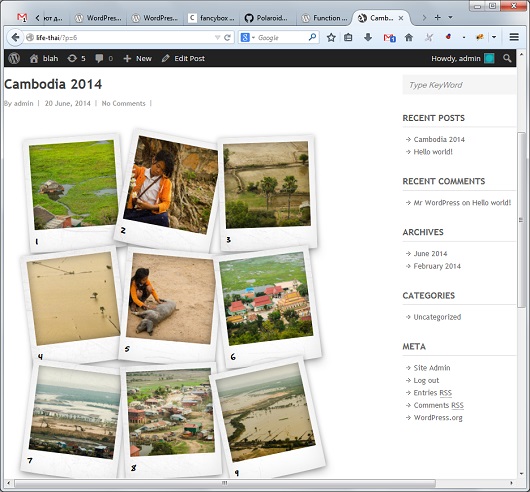 ют д...
WordPress...
WordPres...
fancybox ...
Polaroid...
Function ...
Camb...
life-thai/?p=6
Google
blah
5
0
New
Edit Post
Howdy, admin
Cambodia 2014
By admin | 20 June, 2014 | No Comments |
1
2
3
4
5
6
7
8
9
Type KeyWord
RECENT POSTS
Cambodia 2014
Hello world!
RECENT COMMENTS
Mr WordPress on Hello world!
ARCHIVES
June 2014
February 2014
CATEGORIES
Uncategorized
META
Site Admin
Log out
Entries RSS
Comments RSS
WordPress.org